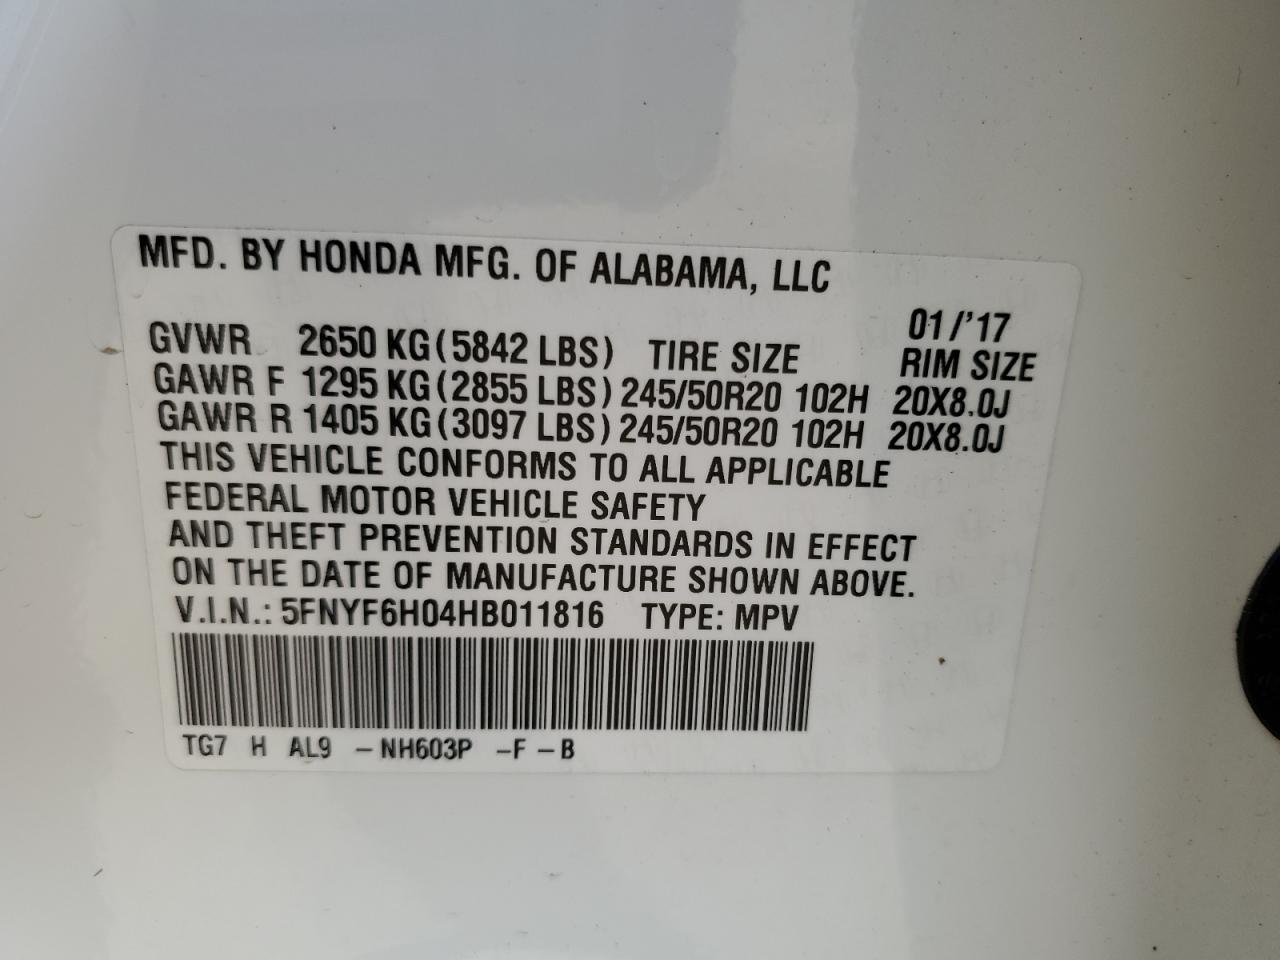 MFD. BY HONDA MFG. OF ALABAMA, LLC
01/'17
GVWR 2650 KG (5842 LBS) TIRE SIZE RIM SIZE
GAWR F 1295 KG (2855 LBS) 245/50R20 102H 20X8.0J
GAWR R 1405 KG (3097 LBS) 245/50R20 102H 20X8.0J
THIS VEHICLE CONFORMS TO ALL APPLICABLE
FEDERAL MOTOR VEHICLE SAFETY
AND THEFT PREVENTION STANDARDS IN EFFECT
ON THE DATE OF MANUFACTURE SHOWN ABOVE.
V.I.N.: 5FNYF6H04HB011816 TYPE: MPV
TG7 H AL9 -NH603P -F-B